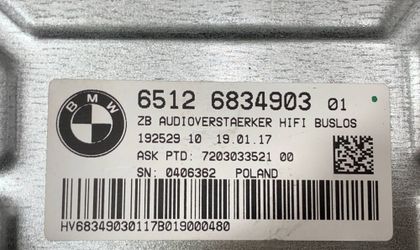 BMW
6512 6834903 01
ZB AUDIOVERSTAERKER HIFI BUSLOS
192529 10 19.01.17
ASK PTD: 7203033521 00
SN: 0406362 POLAND
HV68349030117B019000480